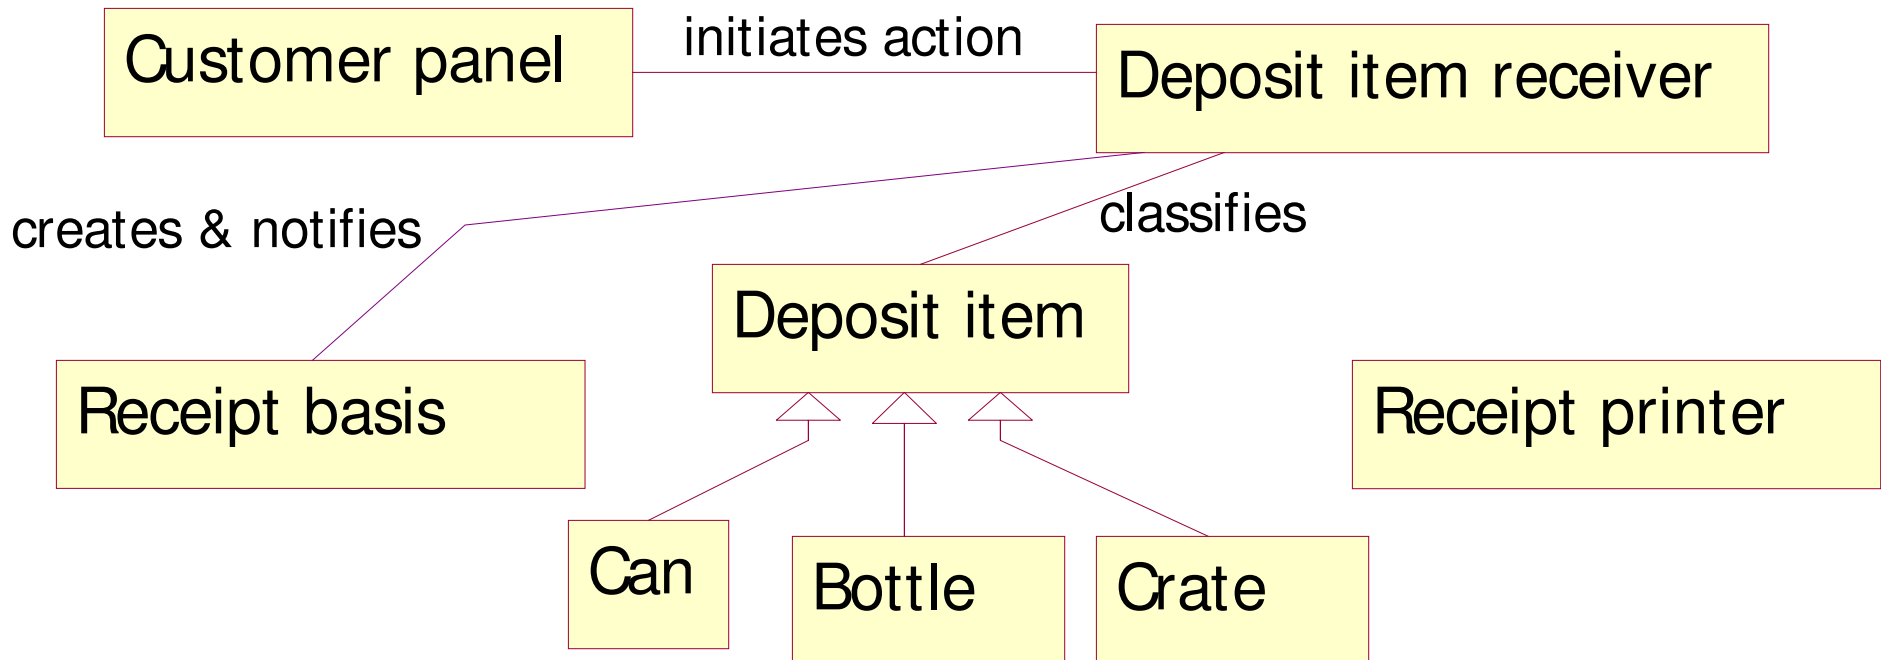 Customer panel
initiates action
Deposit item receiver
creates & notifies
classifies
Deposit item
Receipt basis
Receipt printer
Can
Bottle
Crate